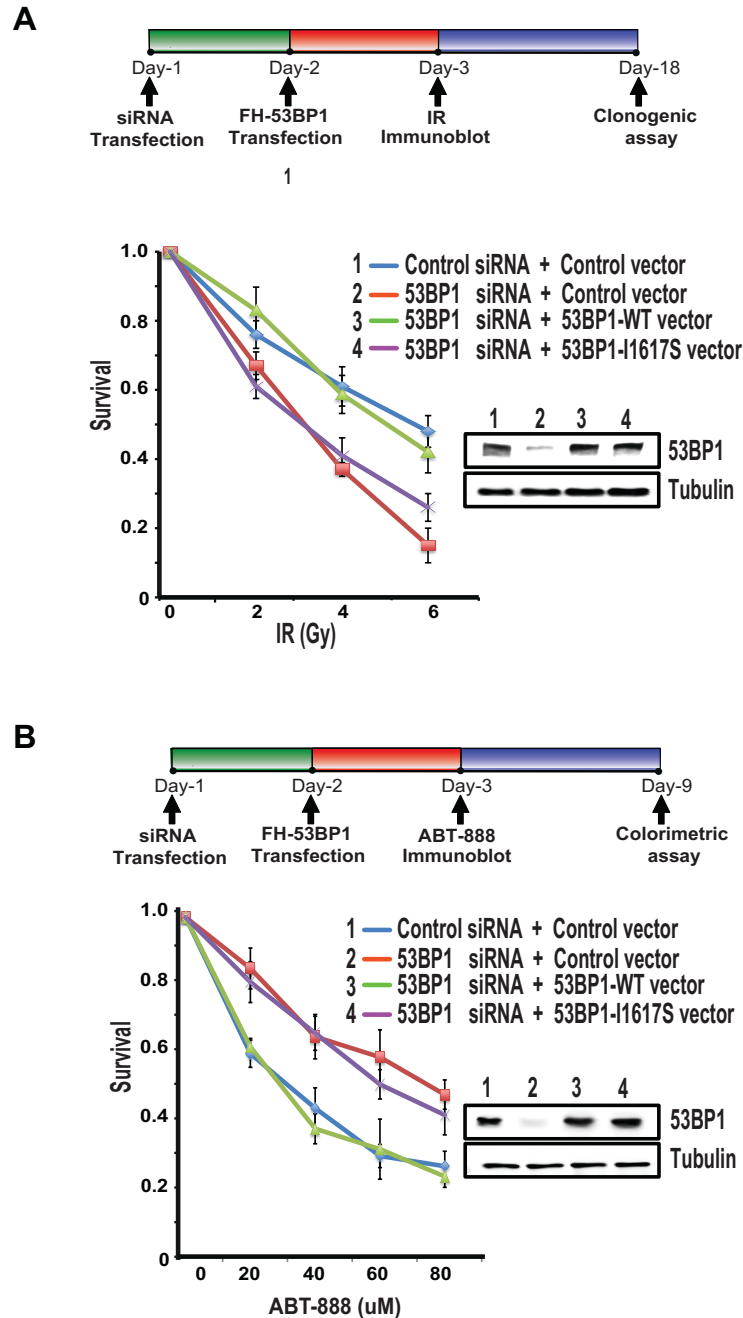 A
Day-1 Day-2 Day-3 Day-18
siRNA FH-53BP1 IR Clonogenic
Transfection Transfection Immunoblot assay
1
1.0
0.8
0.6
0.4
0.2
0
Survival
1 Control siRNA + Control vector
2 53BP1 siRNA + Control vector
3 53BP1 siRNA + 53BP1-WT vector
4 53BP1 siRNA + 53BP1-I1617S vector
1 2 3 4
53BP1
Tubulin
0 2 4 6
IR (Gy)
B
Day-1 Day-2 Day-3 Day-9
siRNA FH-53BP1 ABT-888 Colorimetric
Transfection Transfection Immunoblot assay
1.0
0.8
0.6
0.4
0.2
0
Survival
1 Control siRNA + Control vector
2 53BP1 siRNA + Control vector
3 53BP1 siRNA + 53BP1-WT vector
4 53BP1 siRNA + 53BP1-I1617S vector
1 2 3 4
53BP1
Tubulin
0 20 40 60 80
ABT-888 (uM)